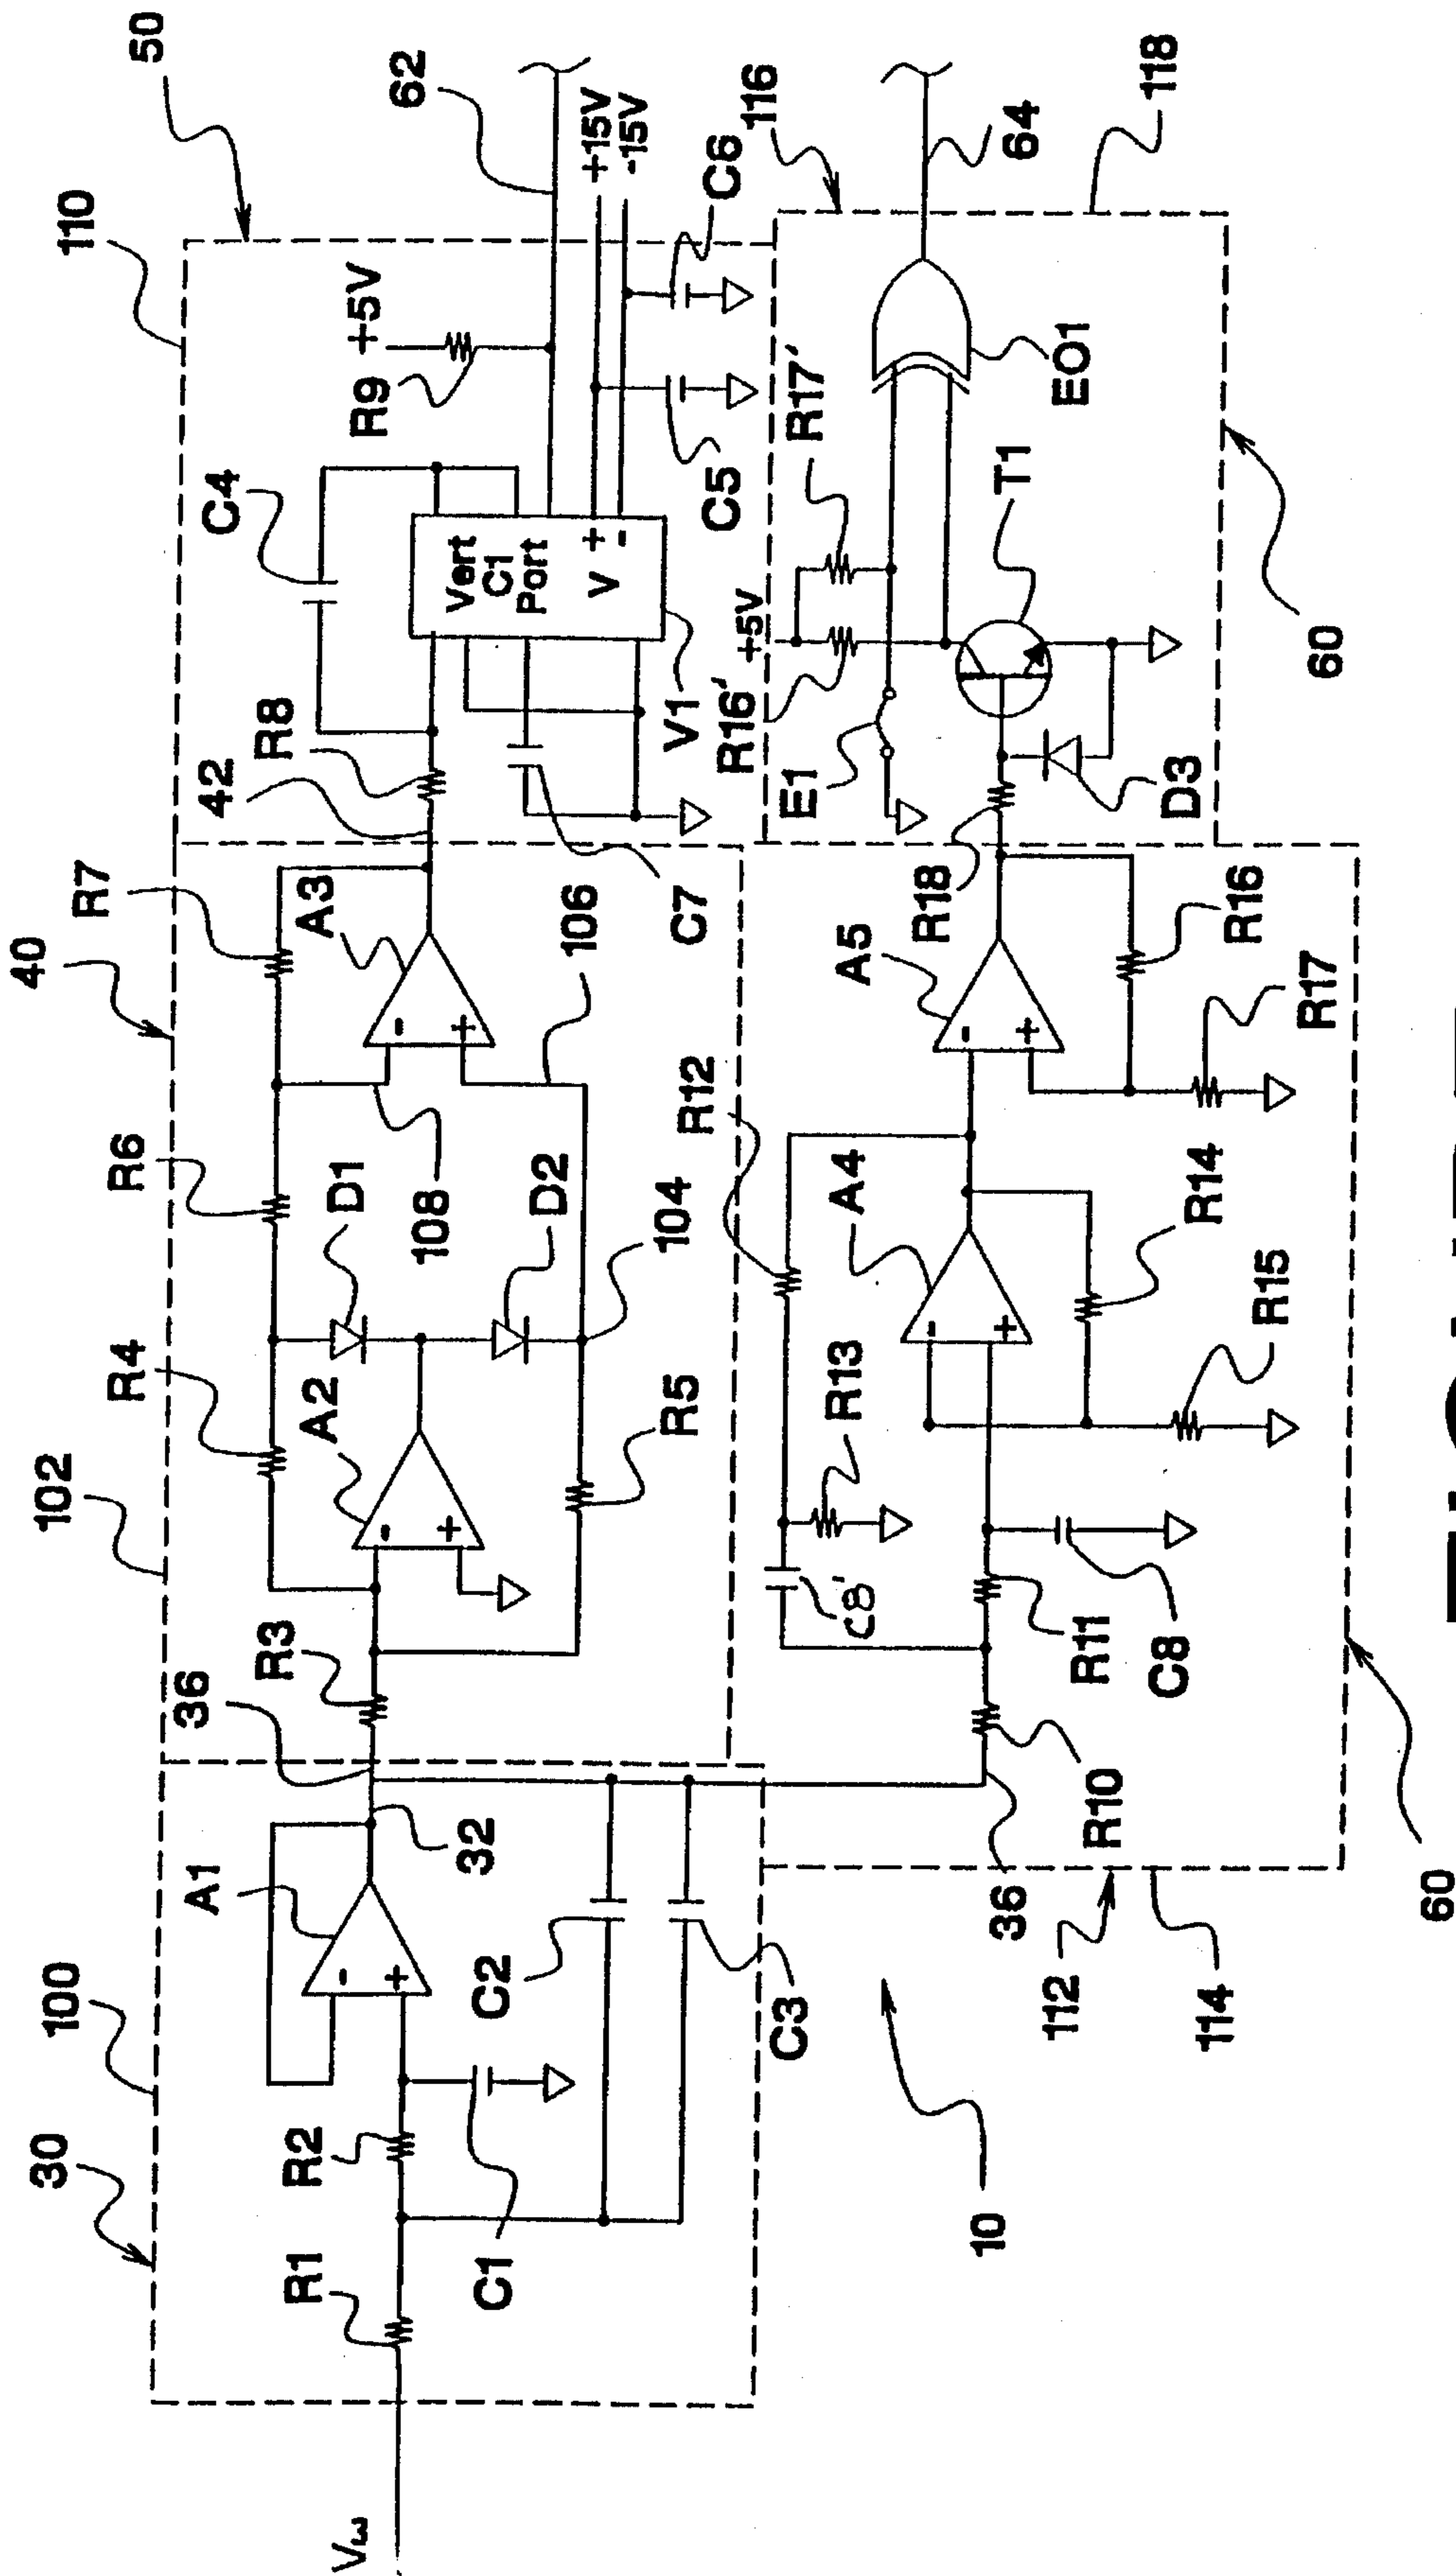 50
110
62
+5V
R9
+15V
-15V
C6
C5
C4
Vert
C1
Port
V + -
V1
R8
42
C7
40
R7
A3
106
108
R6
D1
D2
104
102
R4
A2
R5
- +
- +
R3
36
32
30
100
A1
- +
R2
R1
C1
C2
C3
Vω
10
116
118
64
EO1
R17'
+5V
R16'
E1
T1
D3
60
R18
A5
- +
R16
R17
R12
A4
- +
R14
R15
R13
C8'
R11
C8
R10
36
112
114
60